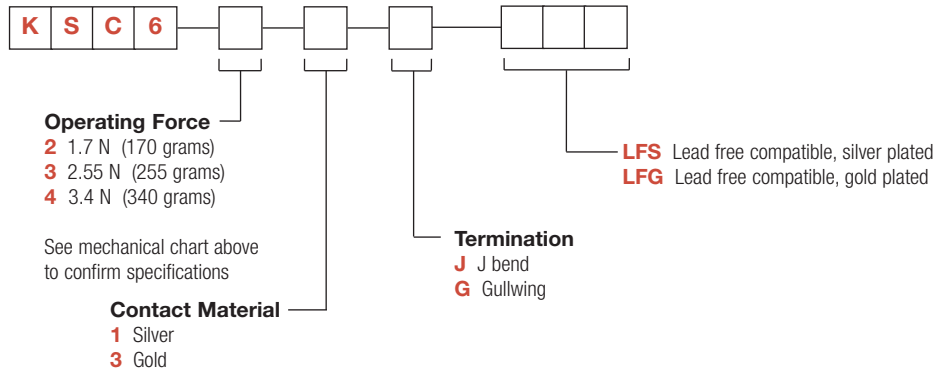 K S C 6
Operating Force
2 1.7 N (170 grams)
3 2.55 N (255 grams)
4 3.4 N (340 grams)
See mechanical chart above
to confirm specifications
Contact Material
1 Silver
3 Gold
Termination
J J bend
G Gullwing
LFS Lead free compatible, silver plated
LFG Lead free compatible, gold plated